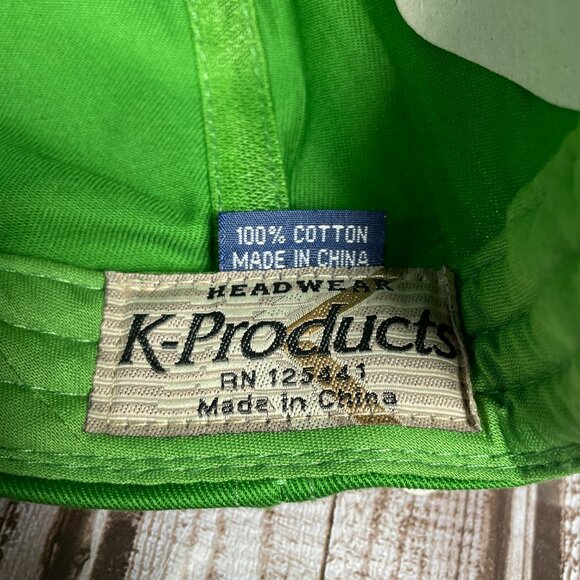 100% COTTON
MADE IN CHINA
HEADWEAR
K-Products
RN 125441
Made in China